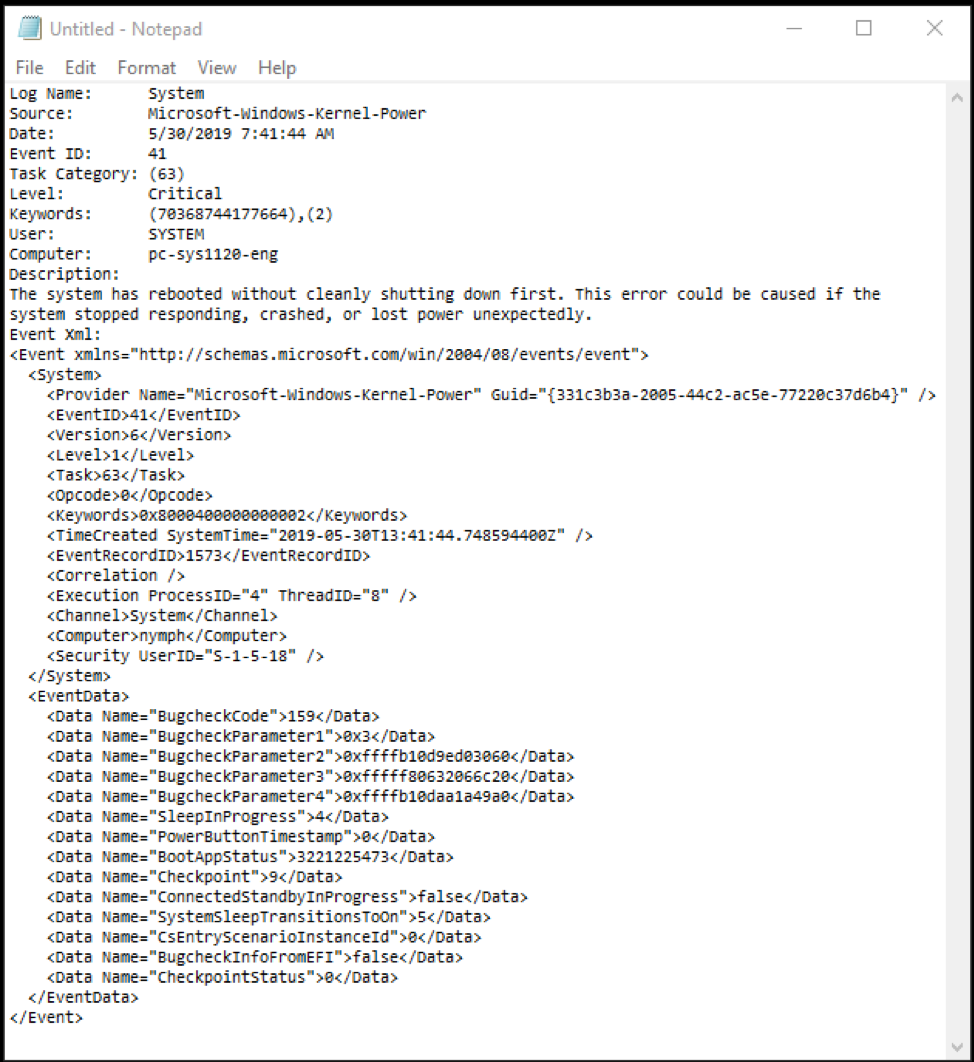 Untitled - Notepad
File Edit Format View Help
Log Name:      System
Source:        Microsoft-Windows-Kernel-Power
Date:          5/30/2019 7:41:44 AM
Event ID:      41
Task Category: (63)
Level:         Critical
Keywords:      (70368744177664),(2)
User:          SYSTEM
Computer:      pc-sys1120-eng
Description:
The system has rebooted without cleanly shutting down first. This error could be caused if the
system stopped responding, crashed, or lost power unexpectedly.
Event Xml:
<Event xmlns="http://schemas.microsoft.com/win/2004/08/events/event">
  <System>
    <Provider Name="Microsoft-Windows-Kernel-Power" Guid="{331c3b3a-2005-44c2-ac5e-77220c37d6b4}" />
    <EventID>41</EventID>
    <Version>6</Version>
    <Level>1</Level>
    <Task>63</Task>
    <Opcode>0</Opcode>
    <Keywords>0x8000400000000002</Keywords>
    <TimeCreated SystemTime="2019-05-30T13:41:44.748594400Z" />
    <EventRecordID>1573</EventRecordID>
    <Correlation />
    <Execution ProcessID="4" ThreadID="8" />
    <Channel>System</Channel>
    <Computer>nymph</Computer>
    <Security UserID="S-1-5-18" />
  </System>
  <EventData>
    <Data Name="BugcheckCode">159</Data>
    <Data Name="BugcheckParameter1">0x3</Data>
    <Data Name="BugcheckParameter2">0xffffb10d9ed03060</Data>
    <Data Name="BugcheckParameter3">0xfffff80632066c20</Data>
    <Data Name="BugcheckParameter4">0xffffb10daa1a49a0</Data>
    <Data Name="SleepInProgress">4</Data>
    <Data Name="PowerButtonTimestamp">0</Data>
    <Data Name="BootAppStatus">3221225473</Data>
    <Data Name="Checkpoint">9</Data>
    <Data Name="ConnectedStandbyInProgress">false</Data>
    <Data Name="SystemSleepTransitionsToOn">5</Data>
    <Data Name="CsEntryScenarioInstanceId">0</Data>
    <Data Name="BugcheckInfoFromEFI">false</Data>
    <Data Name="CheckpointStatus">0</Data>
  </EventData>
</Event>